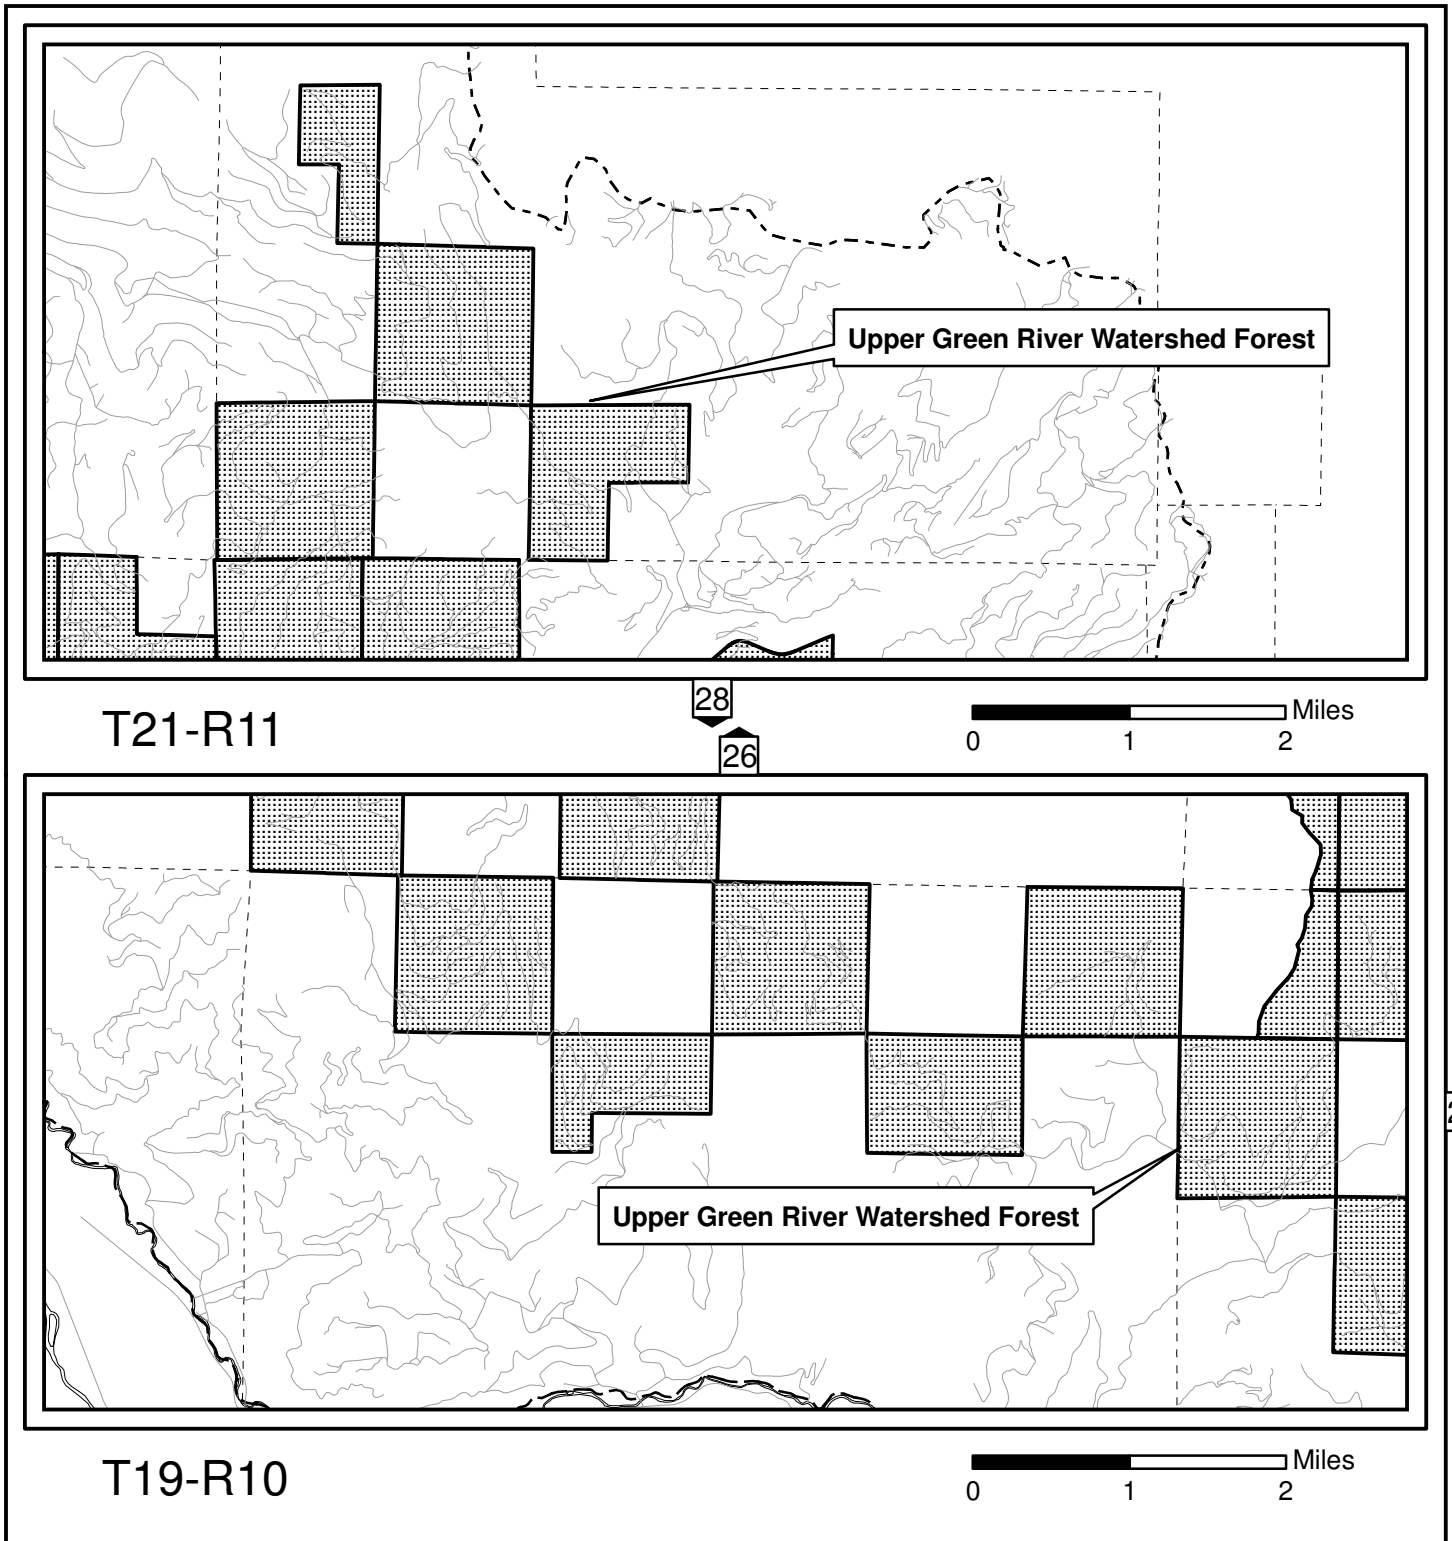 Upper Green River Watershed Forest
T21-R11
28
26
Miles
0 1 2
Upper Green River Watershed Forest
T19-R10
Miles
0 1 2